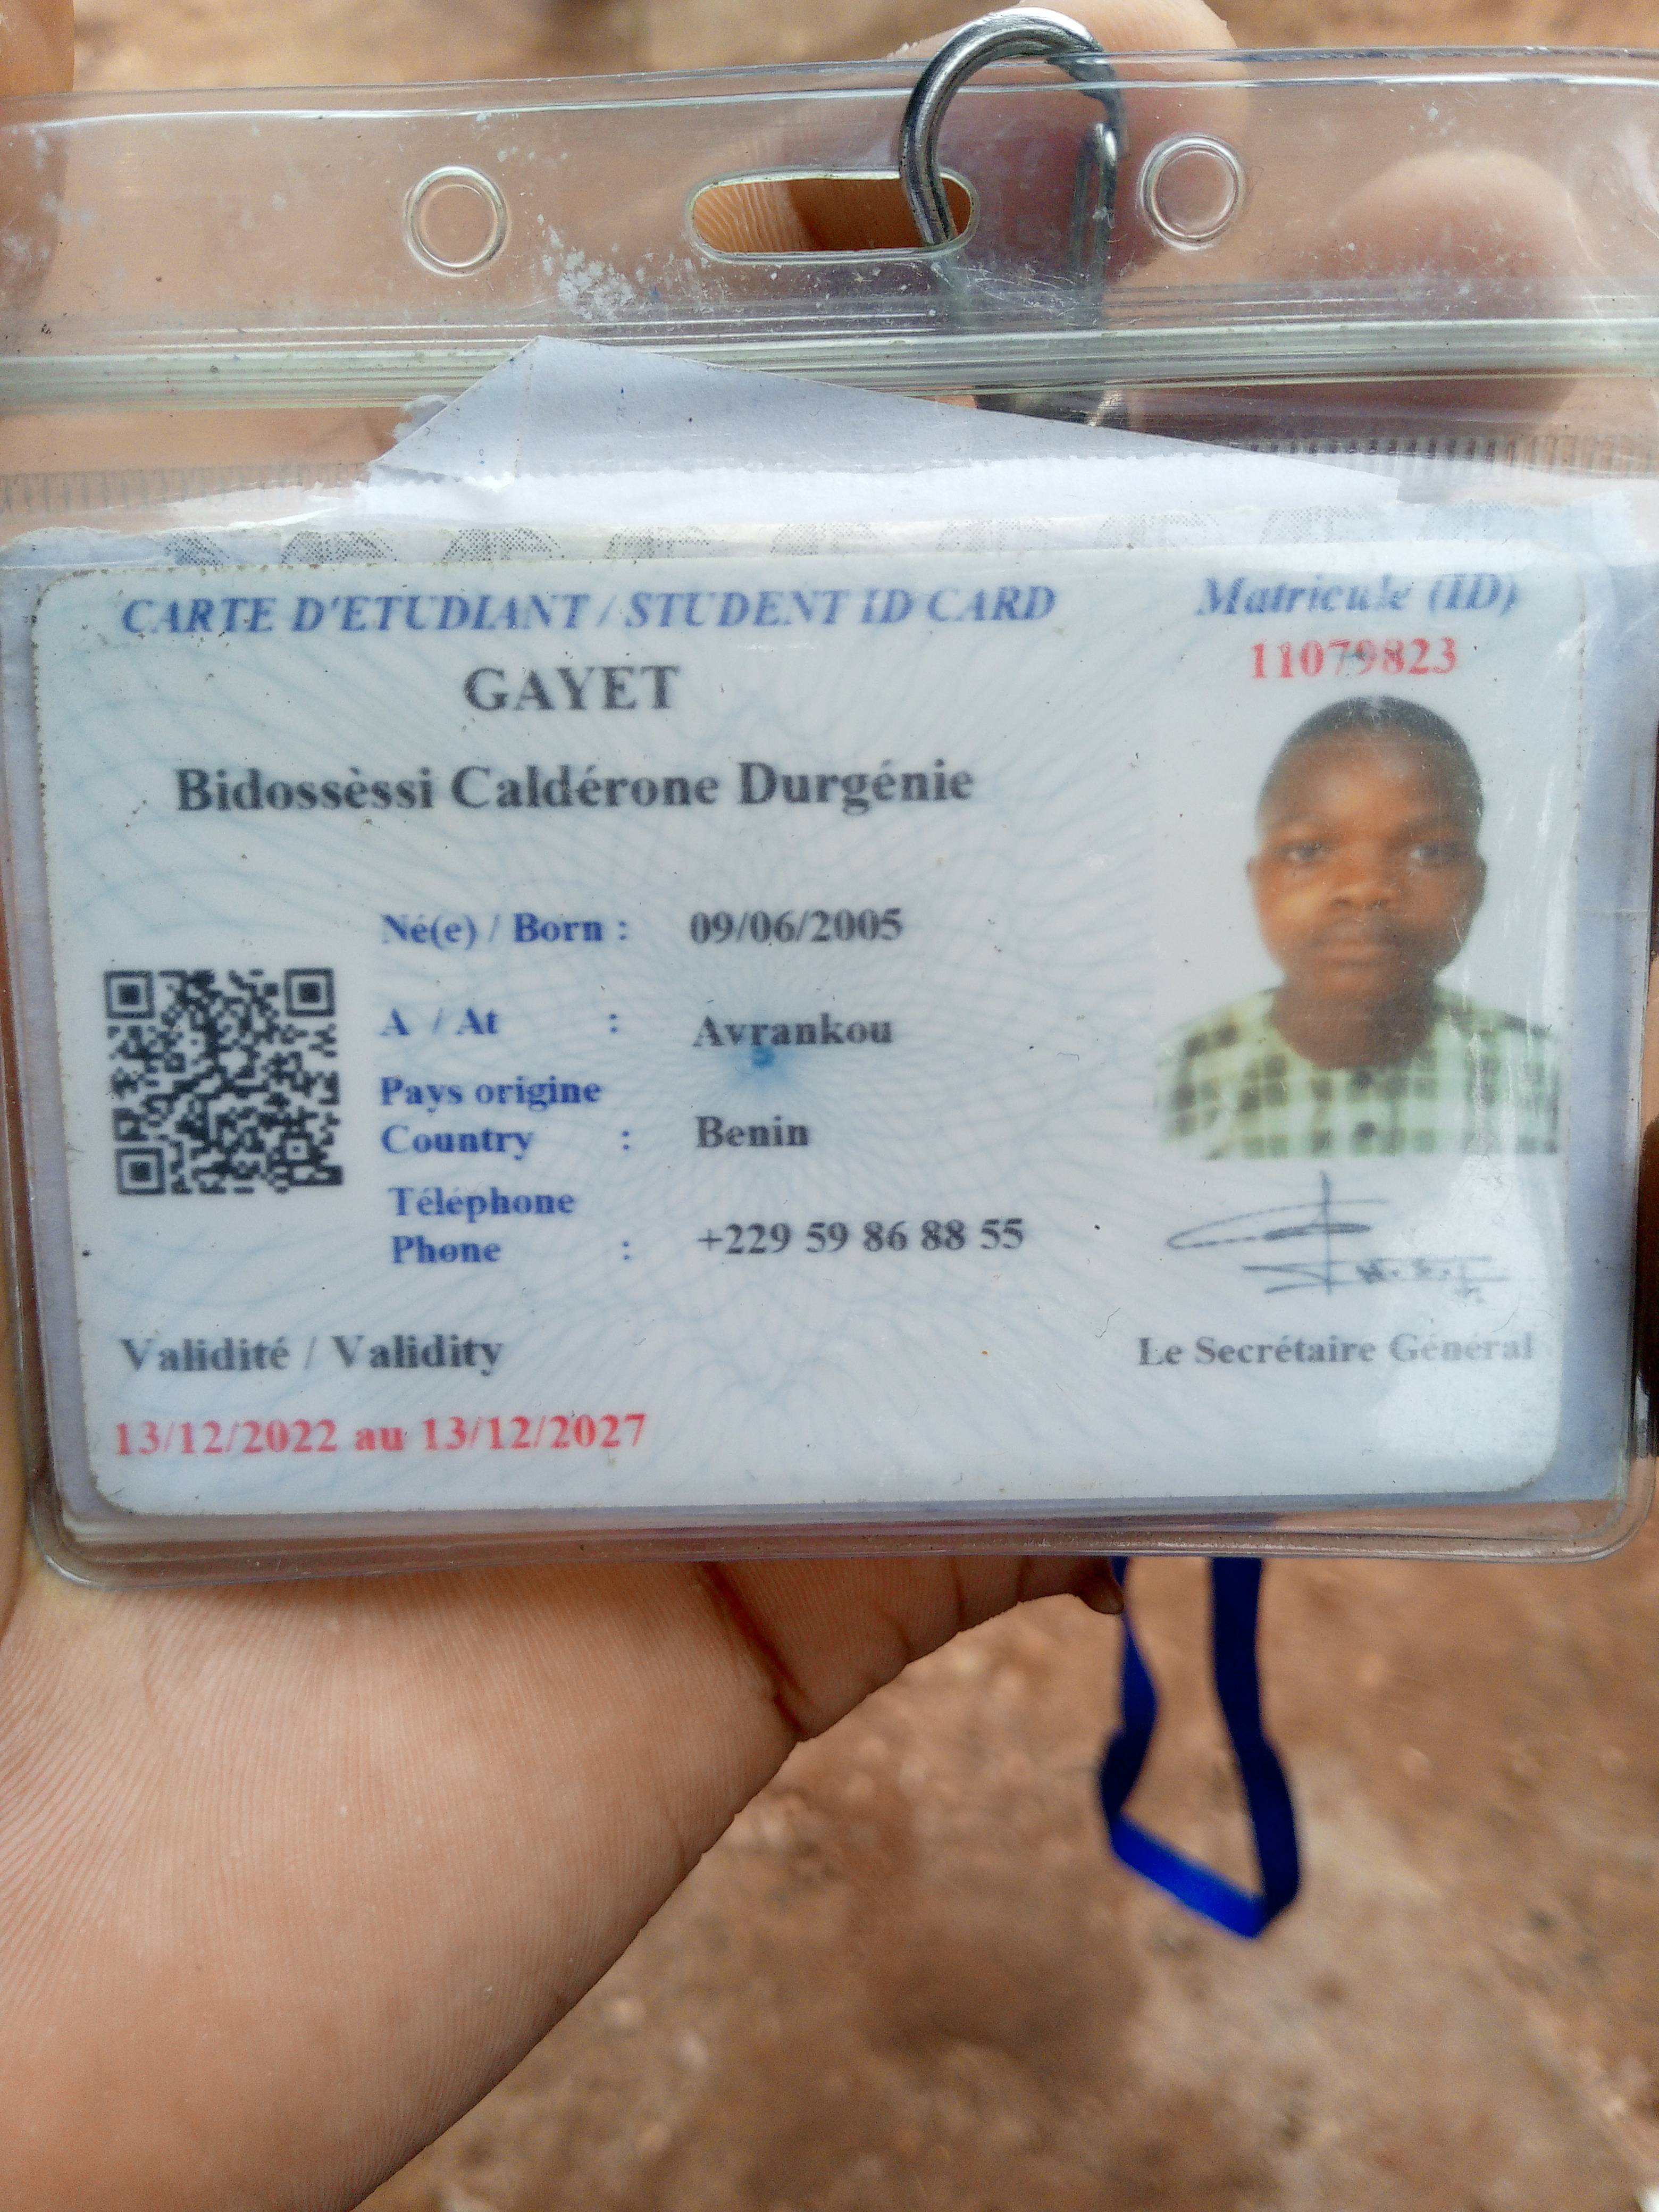 CARTE D'ETUDIANT / STUDENT ID CARD
Matricule (ID)
11079823
GAYET
Bidossèssi Caldérone Durgénie
Né(e) / Born : 09/06/2005
A / At : Avrankou
Pays origine
Country : Benin
Téléphone
Phone : +229 59 86 88 55
Validité / Validity
13/12/2022 au 13/12/2027
Le Secrétaire Général